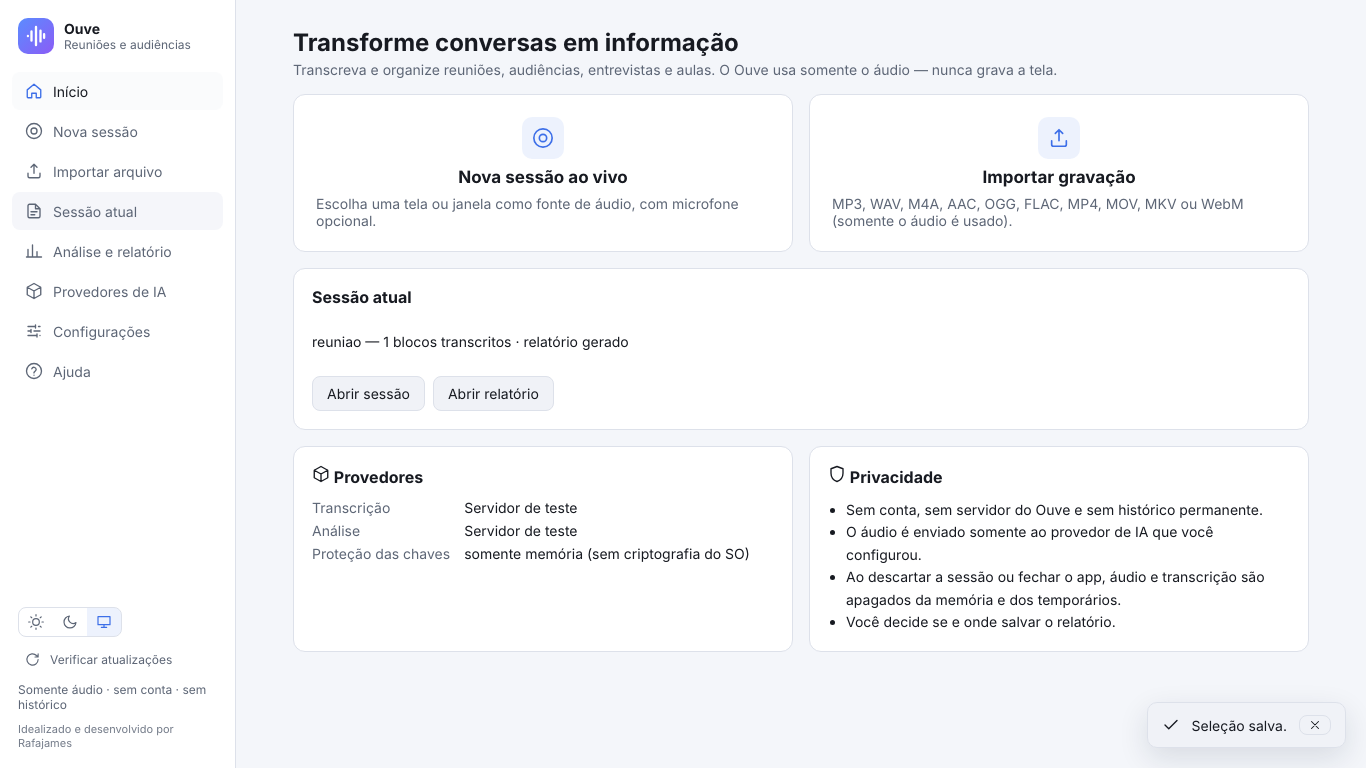 Ouve
Reuniões e audiências
Início
Nova sessão
Importar arquivo
Sessão atual
Análise e relatório
Provedores de IA
Configurações
Ajuda
Verificar atualizações
Somente áudio · sem conta · sem
histórico
Idealizado e desenvolvido por
Rafajames
Transforme conversas em informação
Transcreva e organize reuniões, audiências, entrevistas e aulas. O Ouve usa somente o áudio — nunca grava a tela.
Nova sessão ao vivo
Escolha uma tela ou janela como fonte de áudio, com microfone
opcional.
Importar gravação
MP3, WAV, M4A, AAC, OGG, FLAC, MP4, MOV, MKV ou WebM
(somente o áudio é usado).
Sessão atual
reuniao — 1 blocos transcritos · relatório gerado
Abrir sessão
Abrir relatório
Provedores
Transcrição Servidor de teste
Análise Servidor de teste
Proteção das chaves somente memória (sem criptografia do SO)
Privacidade
Sem conta, sem servidor do Ouve e sem histórico permanente.
O áudio é enviado somente ao provedor de IA que você
configurou.
Ao descartar a sessão ou fechar o app, áudio e transcrição são
apagados da memória e dos temporários.
Você decide se e onde salvar o relatório.
Seleção salva.